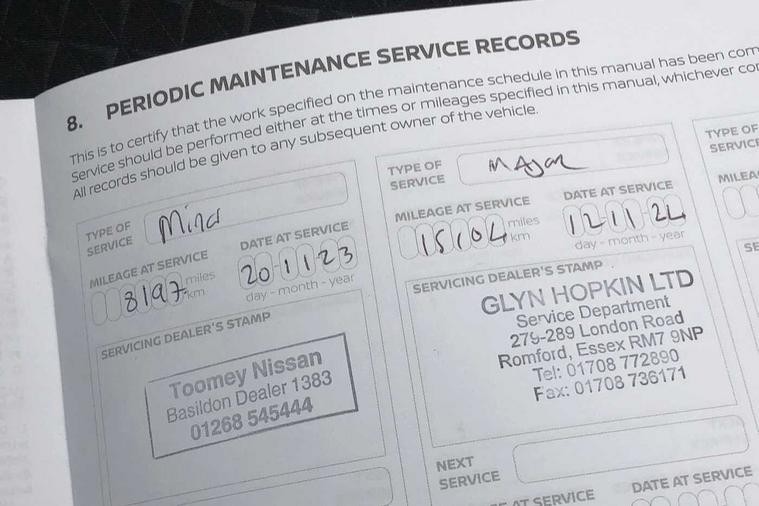 8. PERIODIC MAINTENANCE SERVICE RECORDS
This is to certify that the work specified on the maintenance schedule in this manual has been com
Service should be performed either at the times or mileages specified in this manual, whichever co
All records should be given to any subsequent owner of the vehicle.
TYPE OF SERVICE Minor
MILEAGE AT SERVICE
8197 miles km
DATE AT SERVICE
20 11 23
day - month - year
SERVICING DEALER'S STAMP
Toomey Nissan
Basildon Dealer 1383
01268 545444
TYPE OF SERVICE MAJOR
MILEAGE AT SERVICE
15104 miles km
DATE AT SERVICE
12 11 24
day - month - year
SERVICING DEALER'S STAMP
GLYN HOPKIN LTD
Service Department
279-289 London Road
Romford, Essex RM7 9NP
Tel: 01708 772890
Fax: 01708 736171
NEXT SERVICE
AT SERVICE
DATE AT SERVICE
TYPE OF
SERVICE
MILEA
SE